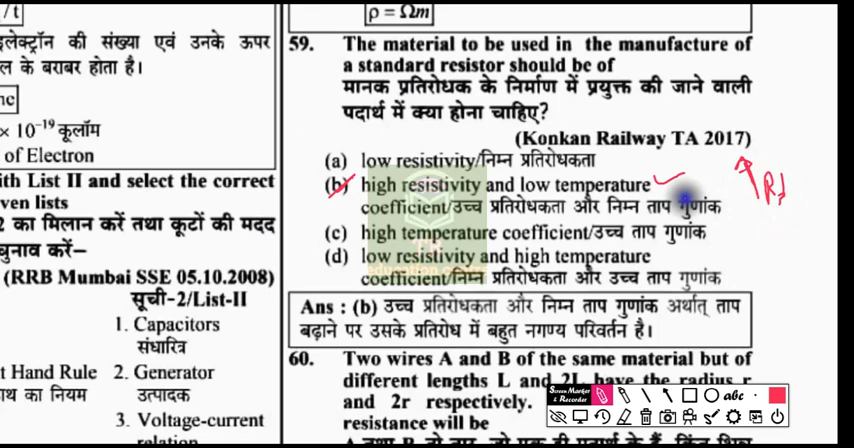 /t
इलेक्ट्रॉन की संख्या एवं उनके ऊपर
ल के बराबर होता है।
nc
× 10⁻¹⁹ कूलॉम
of Electron
ith List II and select the correct
ven lists
2 का मिलान करें तथा कूटों की मदद
चुनाव करें–
(RRB Mumbai SSE 05.10.2008)
सूची-2/List-II
1. Capacitors
संधारित्र
t Hand Rule 2. Generator
ाथ का नियम उत्पादक
3. Voltage-current
relation
ρ = Ωm
59. The material to be used in the manufacture of
a standard resistor should be of
मानक प्रतिरोधक के निर्माण में प्रयुक्त की जाने वाली
पदार्थ में क्या होना चाहिए?
(Konkan Railway TA 2017)
(a) low resistivity/निम्न प्रतिरोधकता
(b) high resistivity and low temperature
coefficient/उच्च प्रतिरोधकता और निम्न ताप गुणांक
(c) high temperature coefficient/उच्च ताप गुणांक
(d) low resistivity and high temperature
coefficient/निम्न प्रतिरोधकता और उच्च ताप गुणांक
Ans : (b) उच्च प्रतिरोधकता और निम्न ताप गुणांक अर्थात् ताप
बढ़ाने पर उसके प्रतिरोध में बहुत नगण्य परिवर्तन है।
60. Two wires A and B of the same material but of
different lengths L and 2L have the radius r
and 2r respectively.
resistance will be
Screen Marker
& Recorder
abc